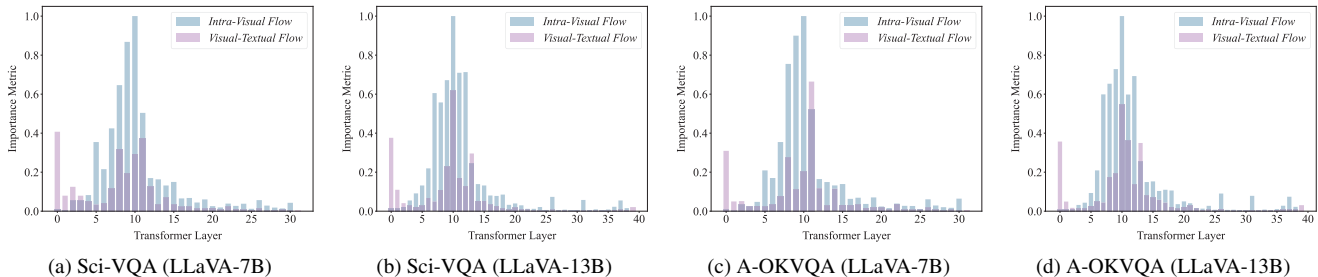 1.0
0.8
0.6
0.4
0.2
0.0
Importance Metric
Intra-Visual Flow
Visual-Textual Flow
0 5 10 15 20 25 30
Transformer Layer
(a) Sci-VQA (LLaVA-7B)
1.0
0.8
0.6
0.4
0.2
0.0
Importance Metric
Intra-Visual Flow
Visual-Textual Flow
0 5 10 15 20 25 30 35 40
Transformer Layer
(b) Sci-VQA (LLaVA-13B)
1.0
0.8
0.6
0.4
0.2
0.0
Importance Metric
Intra-Visual Flow
Visual-Textual Flow
0 5 10 15 20 25 30
Transformer Layer
(c) A-OKVQA (LLaVA-7B)
1.0
0.8
0.6
0.4
0.2
0.0
Importance Metric
Intra-Visual Flow
Visual-Textual Flow
0 5 10 15 20 25 30 35 40
Transformer Layer
(d) A-OKVQA (LLaVA-13B)